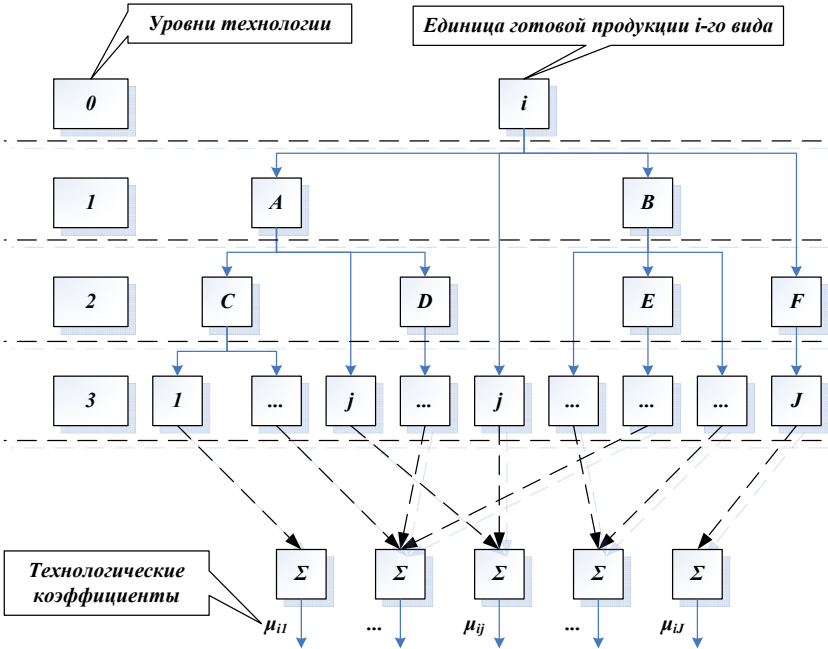 Уровни технологии
Единица готовой продукции i-го вида
0
i
1
A
B
2
C
D
E
F
3
1
...
j
...
j
...
...
...
J
Σ
Σ
Σ
Σ
Σ
Технологические
коэффициенты
μi1
...
μij
...
μiJ